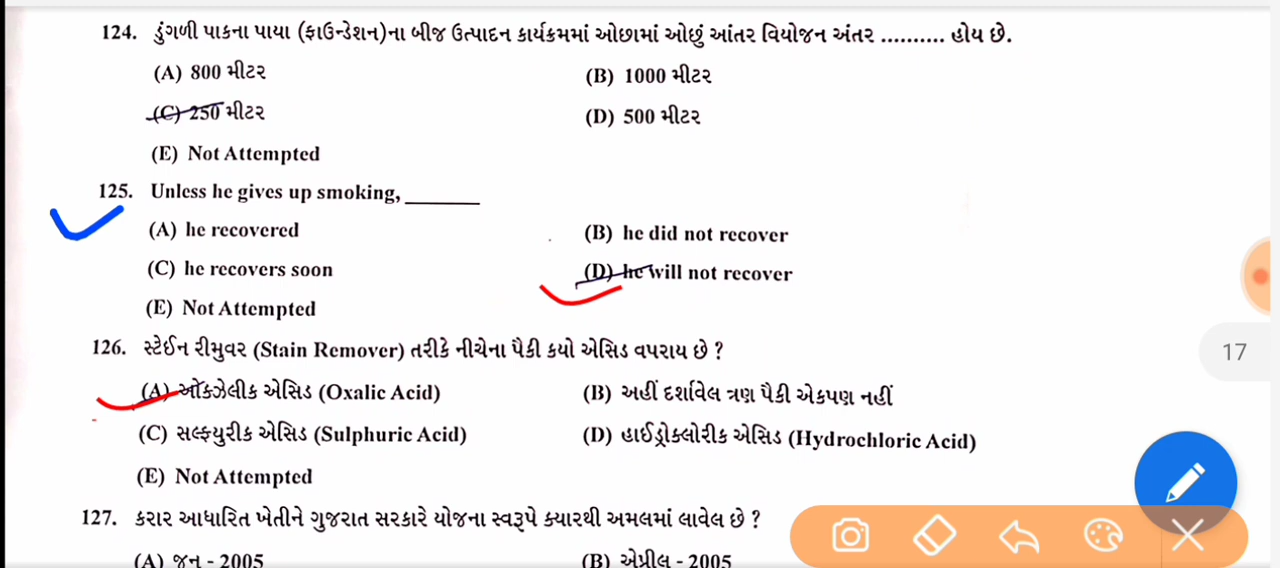 124. ડુંગળી પાકના પાયા (ફાઉન્ડેશન)ના બીજ ઉત્પાદન કાર્યક્રમમાં ઓછામાં ઓછું આંતર વિયોજન અંતર .......... હોય છે.
(A) 800 મીટર (B) 1000 મીટર
(C) 250 મીટર (D) 500 મીટર
(E) Not Attempted
125. Unless he gives up smoking, ________
(A) he recovered (B) he did not recover
(C) he recovers soon (D) he will not recover
(E) Not Attempted
126. સ્ટેઈન રીમુવર (Stain Remover) તરીકે નીચેના પૈકી કયો એસિડ વપરાય છે ?
(A) ઓક્ઝેલીક એસિડ (Oxalic Acid) (B) અહીં દર્શાવેલ ત્રણ પૈકી એકપણ નહીં
(C) સલ્ફ્યુરીક એસિડ (Sulphuric Acid) (D) હાઈડ્રોક્લોરીક એસિડ (Hydrochloric Acid)
(E) Not Attempted
127. કરાર આધારિત ખેતીને ગુજરાત સરકારે યોજના સ્વરૂપે ક્યારથી અમલમાં લાવેલ છે ?
(A) જૂન - 2005 (B) એપ્રીલ - 2005
17